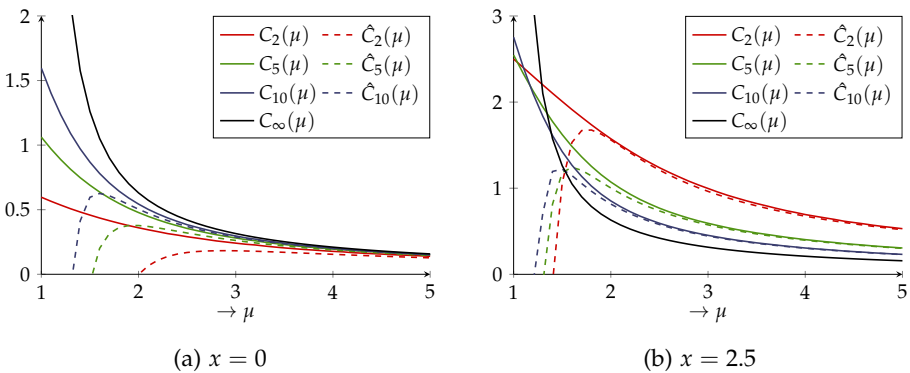 2
1.5
1
0.5
0
1 2 3 4 5
→ μ
C₂(μ) Ĉ₂(μ)
C₅(μ) Ĉ₅(μ)
C₁₀(μ) Ĉ₁₀(μ)
C∞(μ)
(a) x = 0
3
2
1
0
1 2 3 4 5
→ μ
C₂(μ) Ĉ₂(μ)
C₅(μ) Ĉ₅(μ)
C₁₀(μ) Ĉ₁₀(μ)
C∞(μ)
(b) x = 2.5